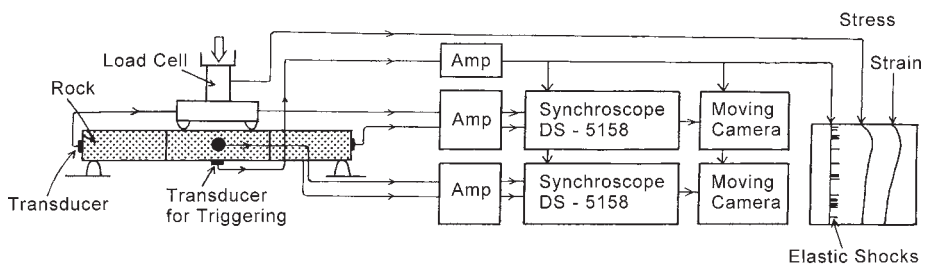 Stress
Load Cell
Amp
Strain
Rock
Amp
Synchroscope
DS - 5158
Moving
Camera
Transducer
Transducer
for Triggering
Amp
Synchroscope
DS - 5158
Moving
Camera
Elastic Shocks